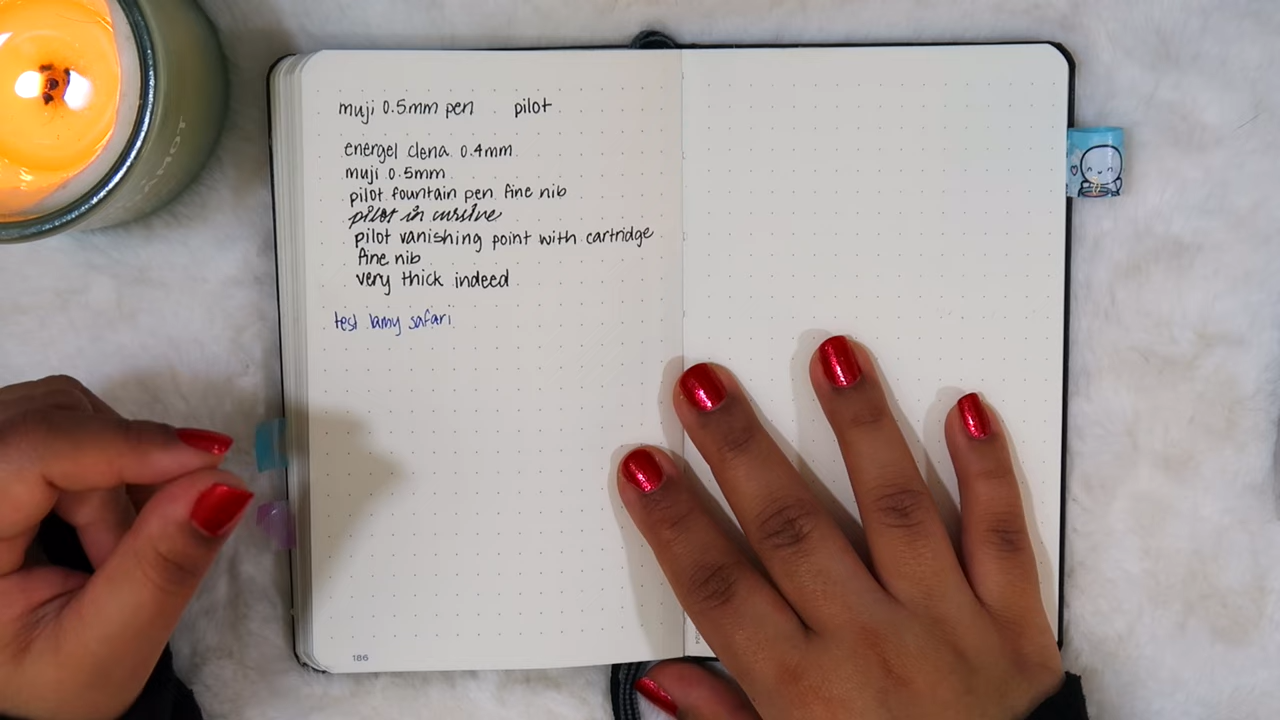 muji 0.5mm pen pilot
energel clena 0.4mm
muji 0.5mm
pilot fountain pen fine nib
pilot in cursive
pilot vanishing point with cartridge
fine nib
very thick indeed
test lamy safari
186